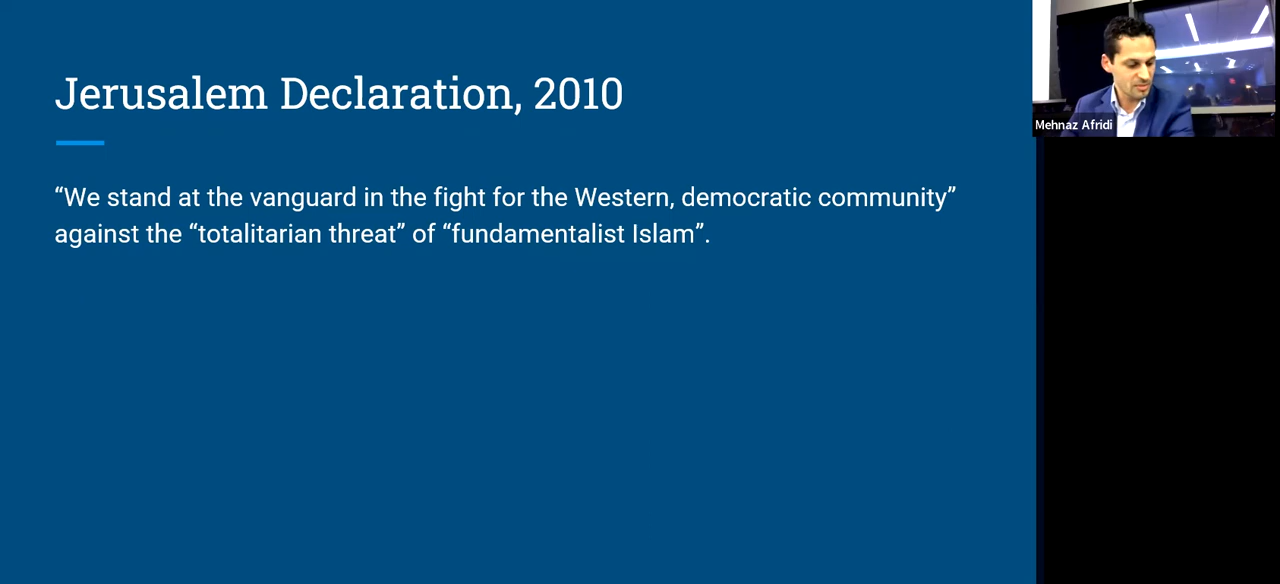 Jerusalem Declaration, 2010
“We stand at the vanguard in the fight for the Western, democratic community”
against the “totalitarian threat” of “fundamentalist Islam”.
Mehnaz Afridi